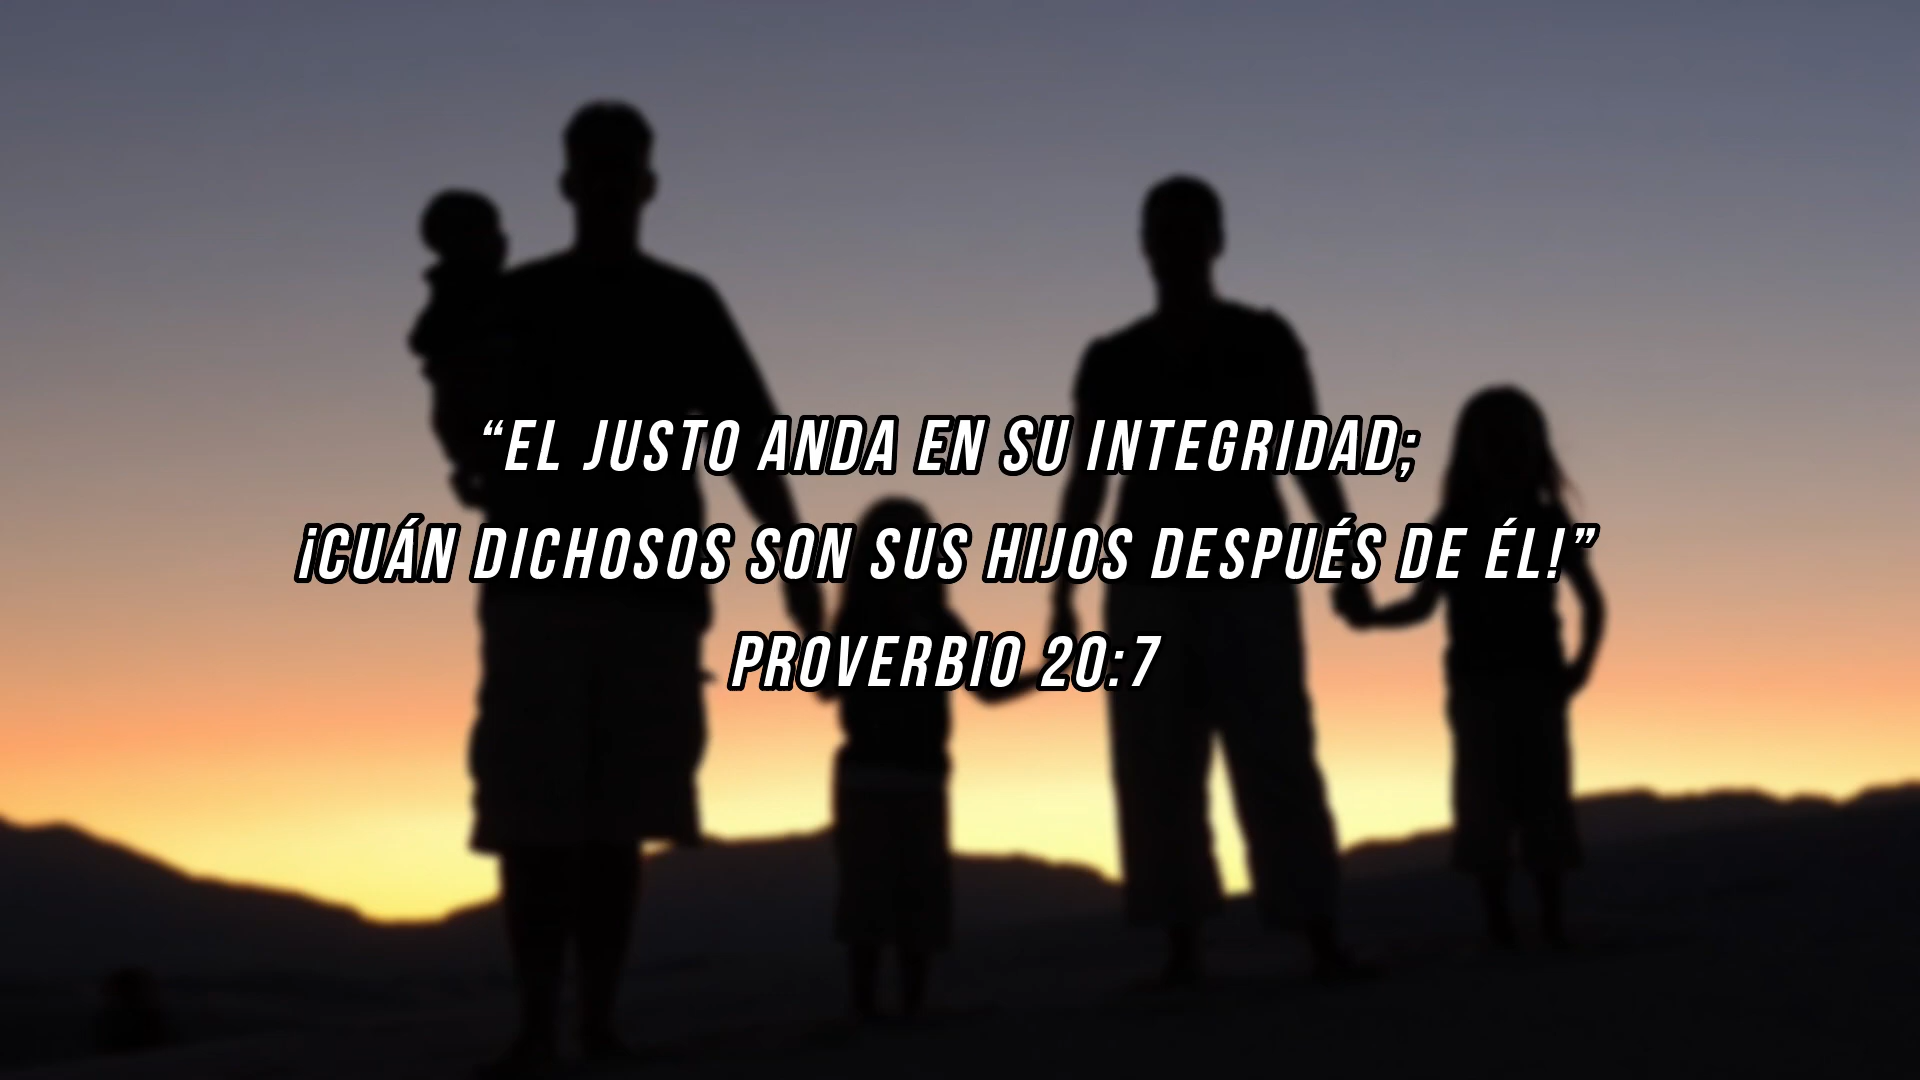 “EL JUSTO ANDA EN SU INTEGRIDAD;
¡CUÁN DICHOSOS SON SUS HIJOS DESPUÉS DE ÉL!”
PROVERBIO 20:7